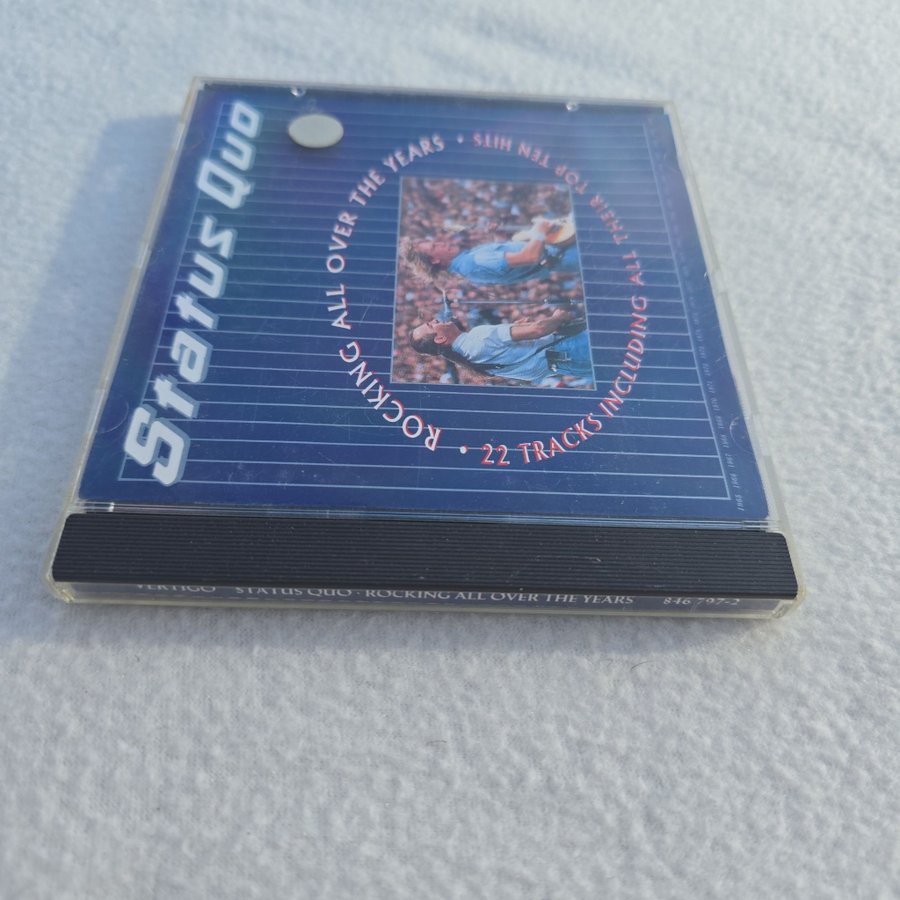 Status Quo
ROCKING ALL OVER THE YEARS •
22 TRACKS INCLUDING ALL THEIR TOP TEN HITS •
VERTIGO STATUS QUO · ROCKING ALL OVER THE YEARS 846 797-2